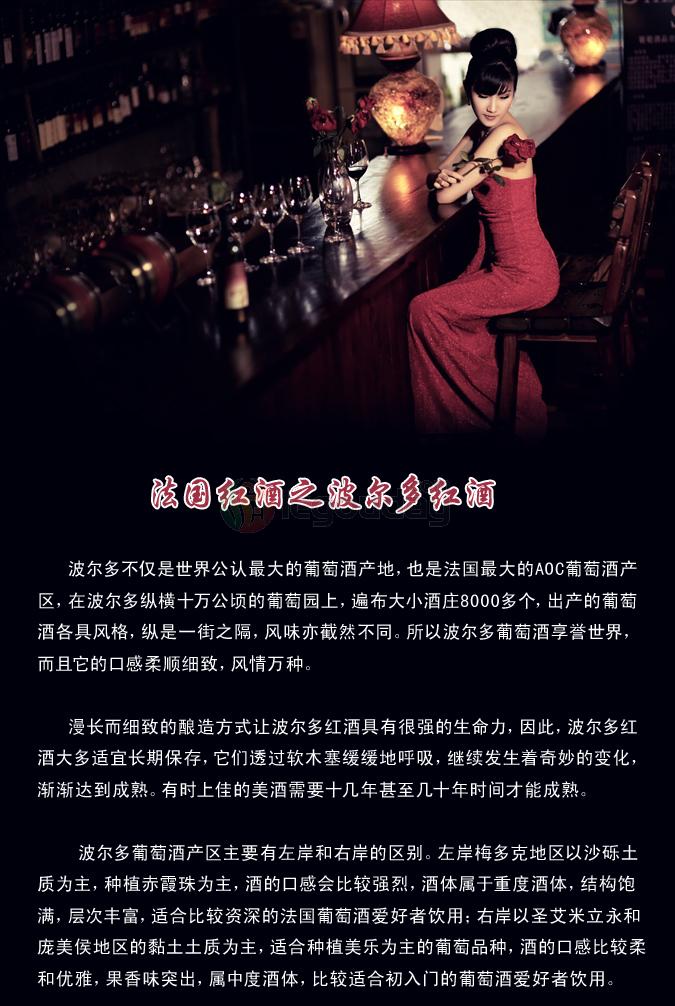 法国红酒之波尔多红酒
波尔多不仅是世界公认最大的葡萄酒产地，也是法国最大的AOC葡萄酒产
区，在波尔多纵横十万公顷的葡萄园上，遍布大小酒庄8000多个，出产的葡萄
酒各具风格，纵是一街之隔，风味亦截然不同。所以波尔多葡萄酒享誉世界，
而且它的口感柔顺细致，风情万种。
漫长而细致的酿造方式让波尔多红酒具有很强的生命力，因此，波尔多红
酒大多适宜长期保存，它们透过软木塞缓缓地呼吸，继续发生着奇妙的变化，
渐渐达到成熟。有时上佳的美酒需要十几年甚至几十年时间才能成熟。
波尔多葡萄酒产区主要有左岸和右岸的区别。左岸梅多克地区以沙砾土
质为主，种植赤霞珠为主，酒的口感会比较强烈，酒体属于重度酒体，结构饱
满，层次丰富，适合比较资深的法国葡萄酒爱好者饮用；右岸以圣艾米立永和
庞美侯地区的黏土土质为主，适合种植美乐为主的葡萄品种，酒的口感比较柔
和优雅，果香味突出，属中度酒体，比较适合初入门的葡萄酒爱好者饮用。